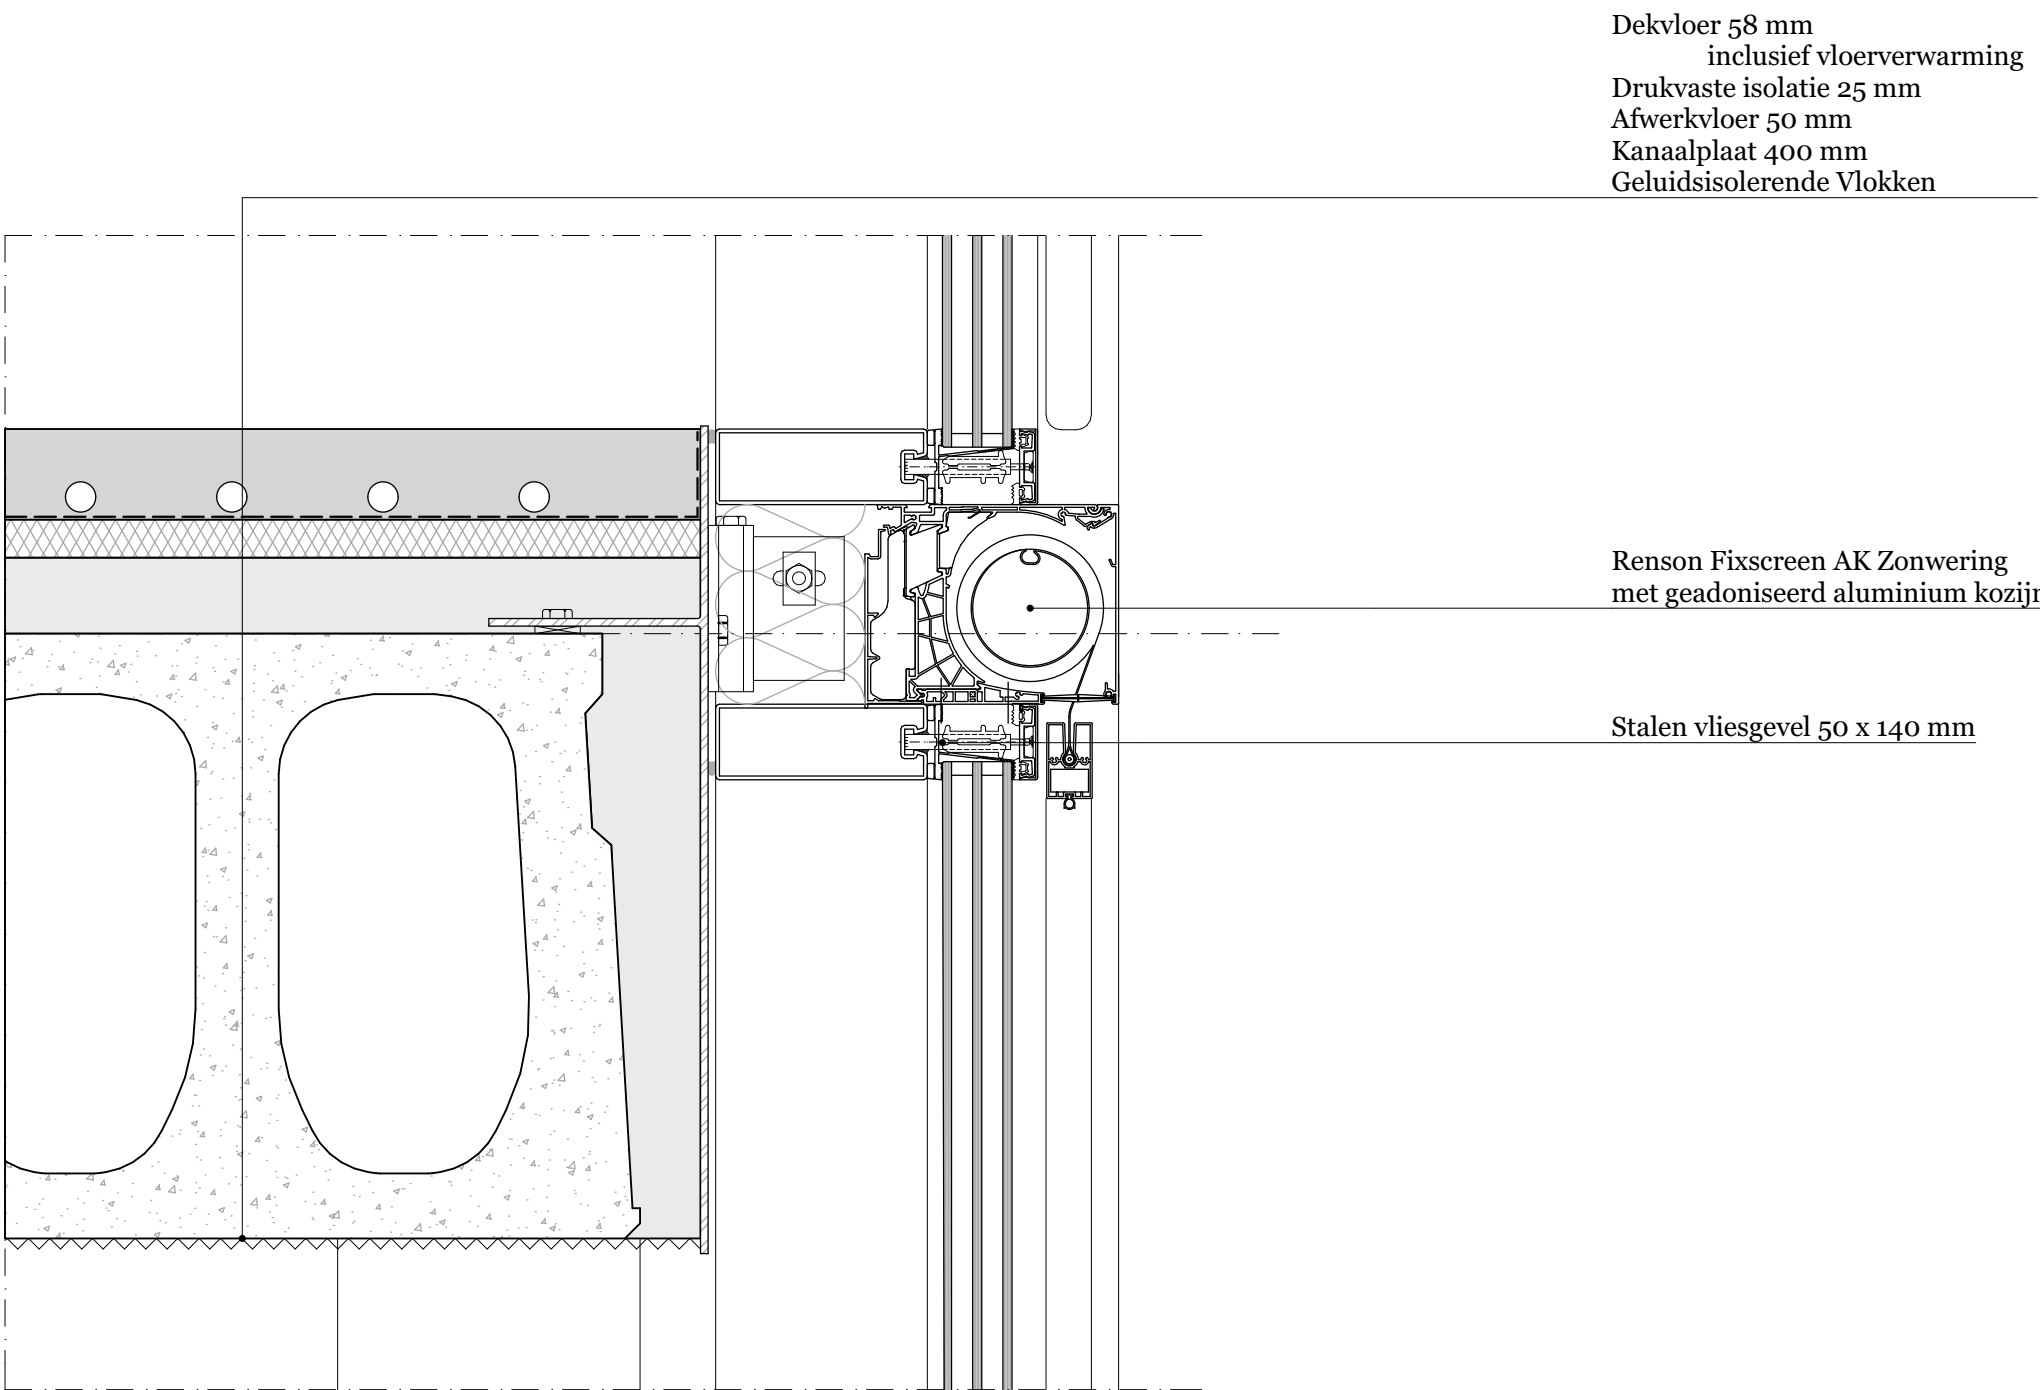 Dekvloer 58 mm
inclusief vloerverwarming
Drukvaste isolatie 25 mm
Afwerkvloer 50 mm
Kanaalplaat 400 mm
Geluidsisolerende Vlokken
Renson Fixscreen AK Zonwering
met geadoniseerd aluminium kozijn
Stalen vliesgevel 50 x 140 mm